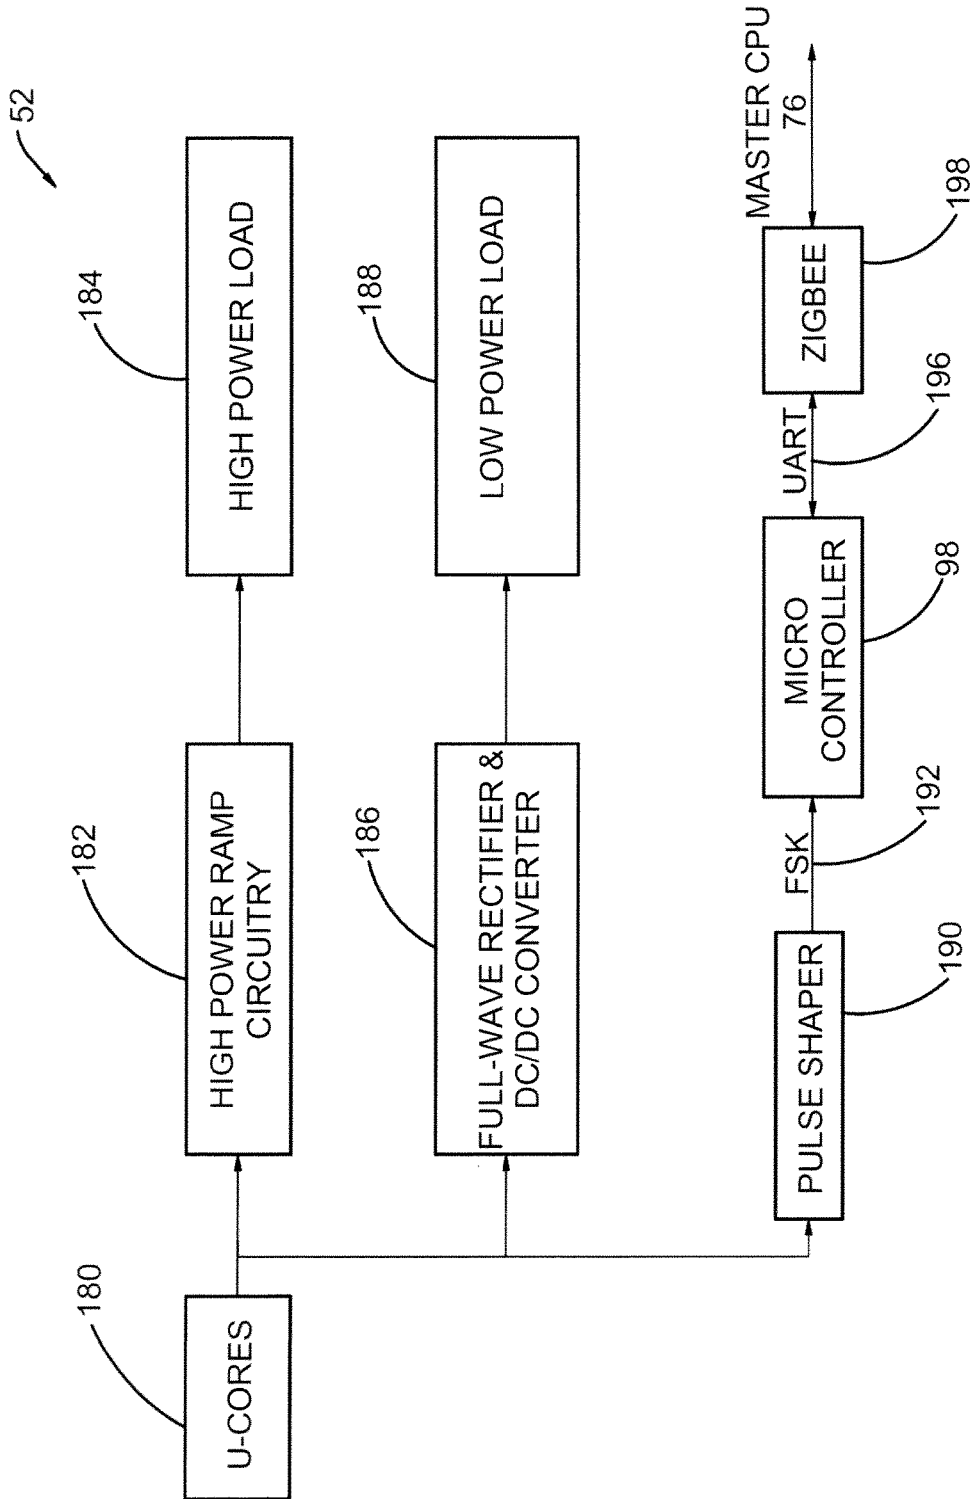 52
180
U-CORES
182
HIGH POWER RAMP
CIRCUITRY
184
HIGH POWER LOAD
186
FULL-WAVE RECTIFIER &
DC/DC CONVERTER
188
LOW POWER LOAD
PULSE SHAPER
190
FSK
192
MICRO
CONTROLLER
98
UART
196
ZIGBEE
198
MASTER CPU
76